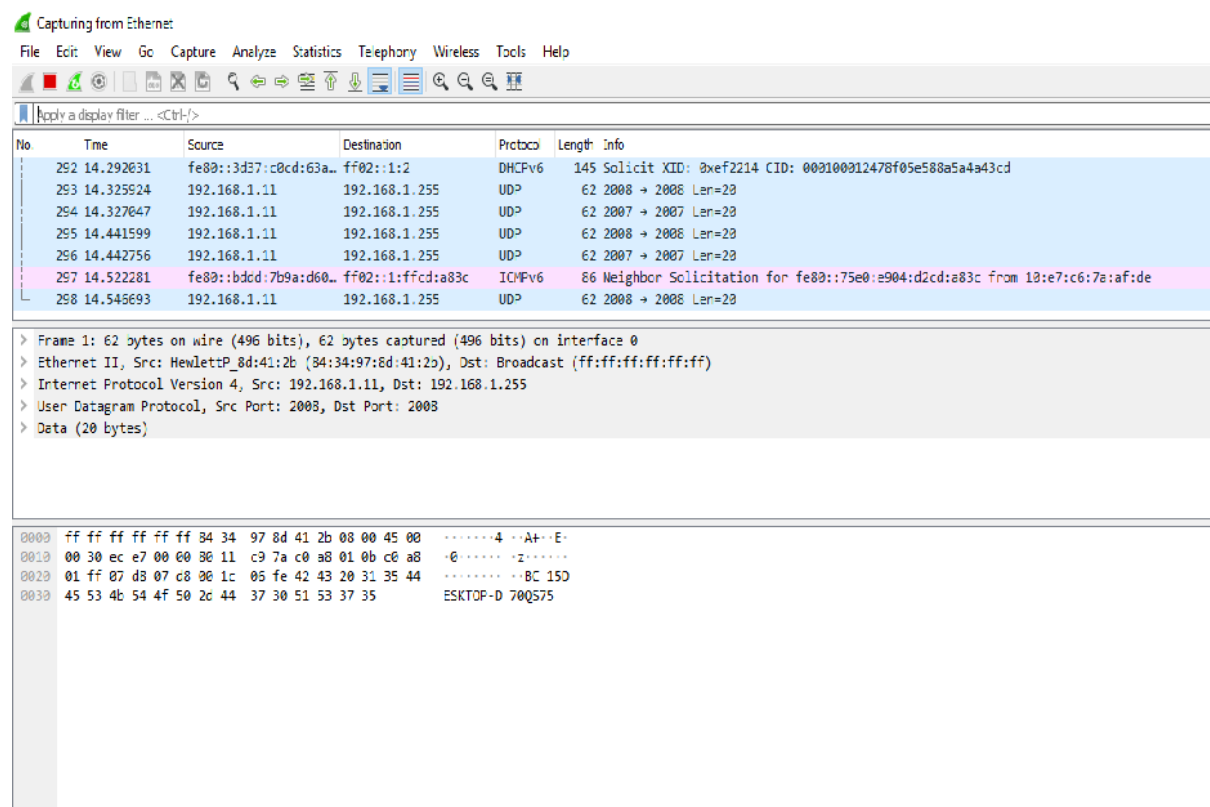 Capturing from Ethernet
File Edit View Go Capture Analyze Statistics Telephony Wireless Tools Help
Apply a display filter ... <Ctrl-/>
No. Time Source Destination Protocol Length Info
292 14.292031 fe80::3d37:c0cd:63a… ff02::1:2 DHCPv6 145 Solicit XID: 0xef2214 CID: 000100012478f05e588a5a4a43cd
293 14.325924 192.168.1.11 192.168.1.255 UDP 62 2008 → 2008 Len=20
294 14.327047 192.168.1.11 192.168.1.255 UDP 62 2007 → 2007 Len=20
295 14.441599 192.168.1.11 192.168.1.255 UDP 62 2008 → 2008 Len=20
296 14.442756 192.168.1.11 192.168.1.255 UDP 62 2007 → 2007 Len=20
297 14.522281 fe80::bddd:7b9a:d60… ff02::1:ffcd:a83c ICMPv6 86 Neighbor Solicitation for fe80::75e0:e904:d2cd:a83c from 10:e7:c6:7a:af:de
298 14.546693 192.168.1.11 192.168.1.255 UDP 62 2008 → 2008 Len=20
> Frame 1: 62 bytes on wire (496 bits), 62 bytes captured (496 bits) on interface 0
> Ethernet II, Src: HewlettP_8d:41:2b (84:34:97:8d:41:2b), Dst: Broadcast (ff:ff:ff:ff:ff:ff)
> Internet Protocol Version 4, Src: 192.168.1.11, Dst: 192.168.1.255
> User Datagram Protocol, Src Port: 2008, Dst Port: 2008
> Data (20 bytes)
0000 ff ff ff ff ff ff 84 34 97 8d 41 2b 08 00 45 00 ·······4 ··A+··E·
0010 00 30 ec e7 00 00 80 11 c9 7a c0 a8 01 0b c0 a8 ·0······ ·z······
0020 01 ff 07 d8 07 d8 00 1c 06 fe 42 43 20 31 35 44 ········ ··BC 15D
0030 45 53 4b 54 4f 50 2d 44 37 30 51 53 37 35 ESKTOP-D 70QS75